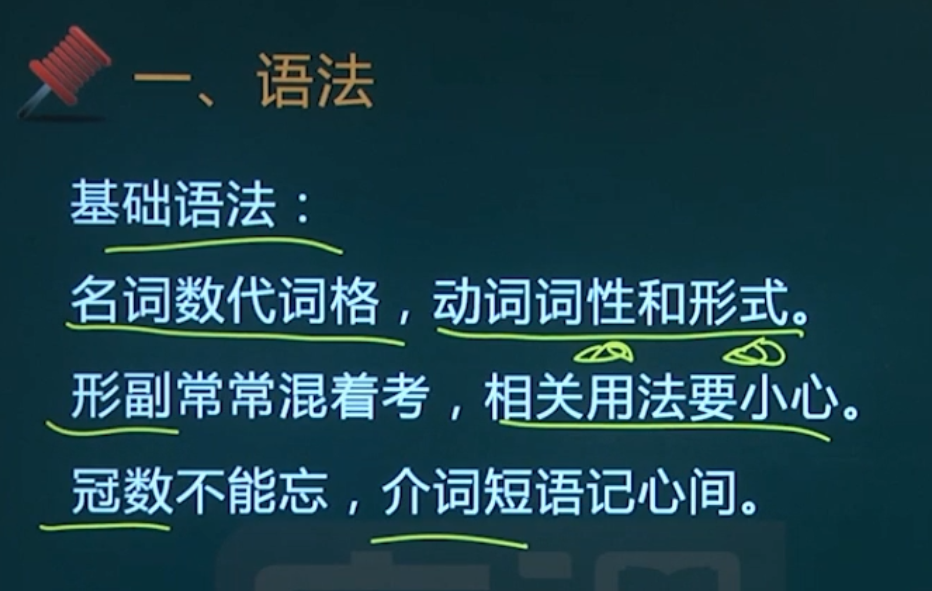 一、语法
基础语法：
名词数代词格，动词词性和形式。
形副常常混着考，相关用法要小心。
冠数不能忘，介词短语记心间。